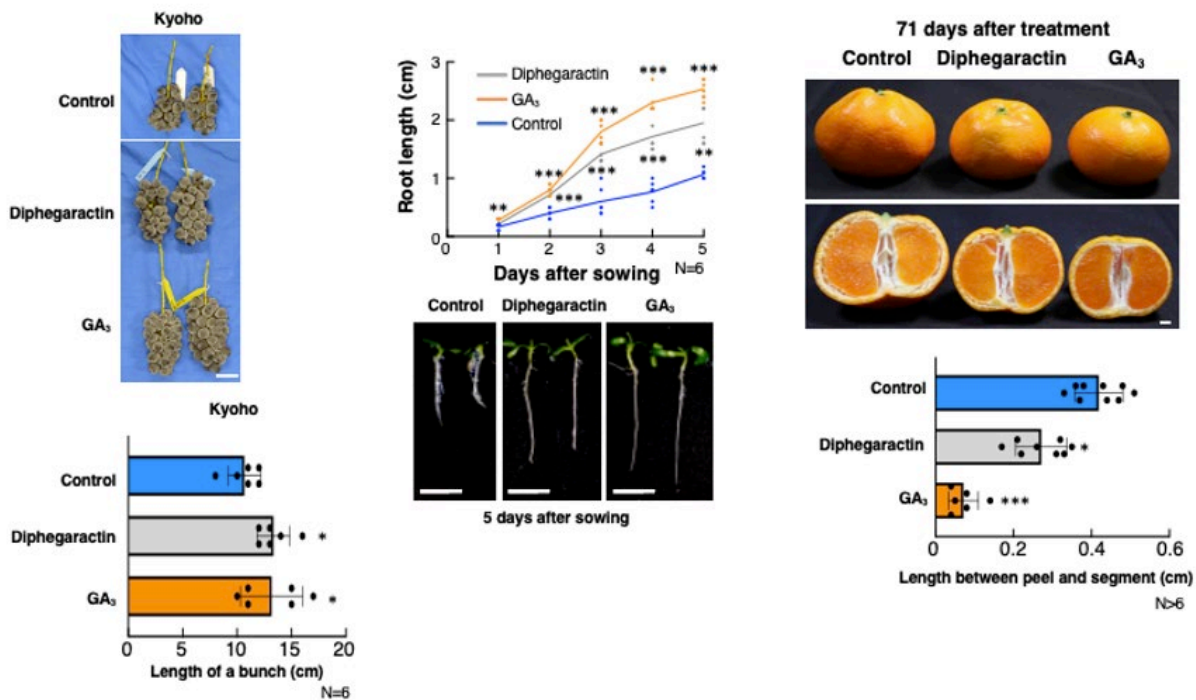 Kyoho
Control
Diphegaractin
GA₃
Kyoho
Control
Diphegaractin
GA₃
*
*
0 5 10 15 20
Length of a bunch (cm)
N=6
Root length (cm)
3
2
1
0
Diphegaractin
GA₃
Control
**
***
***
***
***
***
***
***
**
0 1 2 3 4 5
Days after sowing
N=6
Control Diphegaractin GA₃
5 days after sowing
71 days after treatment
Control Diphegaractin GA₃
Control
Diphegaractin
GA₃
*
***
0 0.2 0.4 0.6
Length between peel and segment (cm)
N>6